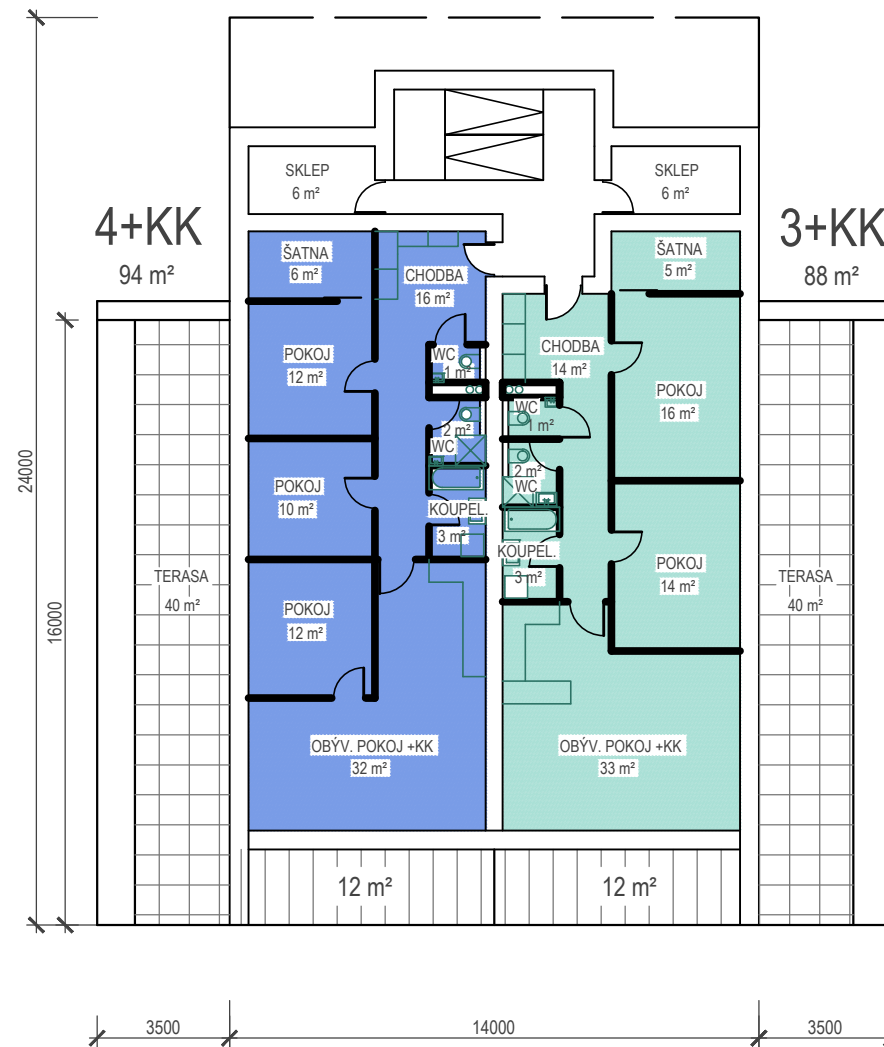 SKLEP
6 m²
SKLEP
6 m²
4+KK
94 m²
3+KK
88 m²
ŠATNA
6 m²
CHODBA
16 m²
ŠATNA
5 m²
POKOJ
12 m²
WC
1 m²
CHODBA
14 m²
POKOJ
16 m²
WC
1 m²
2 m²
WC
2 m²
WC
POKOJ
10 m²
KOUPEL.
3 m²
KOUPEL.
3 m²
POKOJ
14 m²
TERASA
40 m²
TERASA
40 m²
POKOJ
12 m²
OBÝV. POKOJ +KK
32 m²
OBÝV. POKOJ +KK
33 m²
12 m²
12 m²
24000
16000
3500
14000
3500